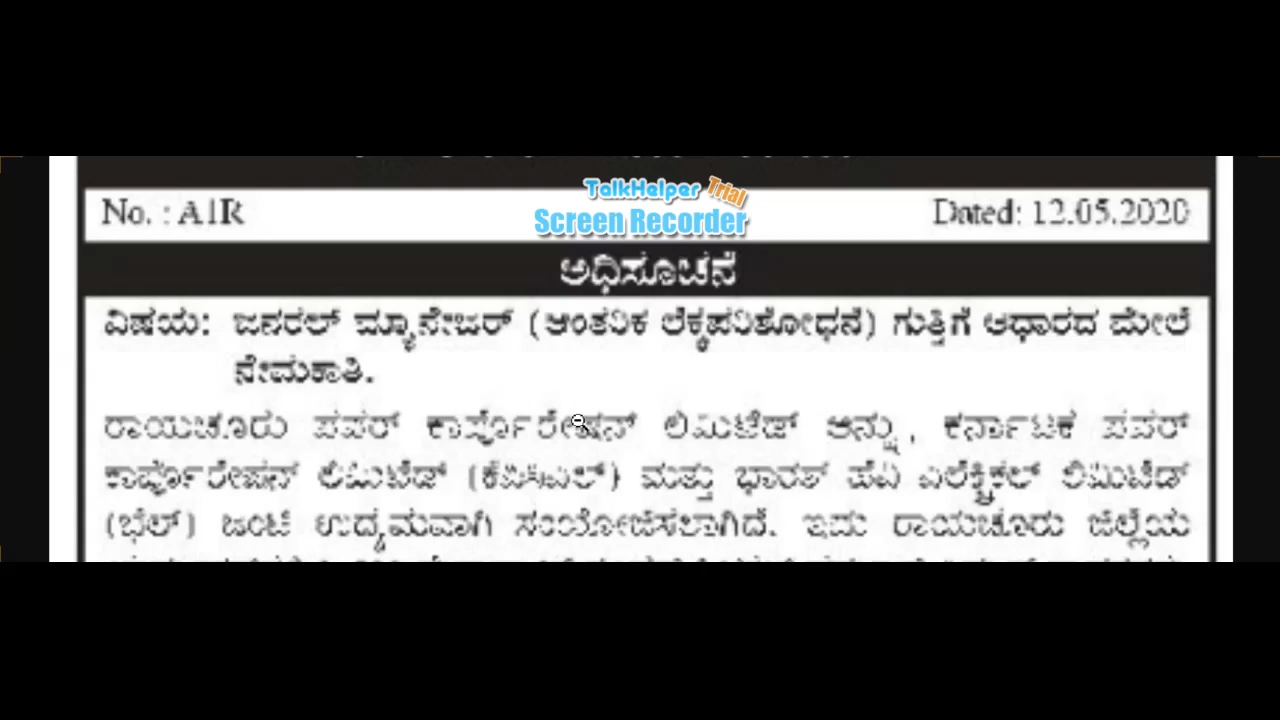 TalkHelper Trial
Screen Recorder
No. : A1R Dated: 12.05.2020
ಅಧಿಸೂಚನೆ
ವಿಷಯ: ಜನರಲ್ ಮ್ಯಾನೇಜರ್ (ಆಂತರಿಕ ಲೆಕ್ಕಪರಿಶೋಧನೆ) ಗುತ್ತಿಗೆ ಆಧಾರದ ಮೇಲೆ
ನೇಮಕಾತಿ.
ರಾಯಚೂರು ಪವರ್ ಕಾರ್ಪೊರೇಷನ್ ಲಿಮಿಟೆಡ್ ಅನ್ನು, ಕರ್ನಾಟಕ ಪವರ್
ಕಾರ್ಪೊರೇಷನ್ ಲಿಮಿಟೆಡ್ (ಕೆಪಿಸಿಎಲ್) ಮತ್ತು ಭಾರತ್ ಹೆವಿ ಎಲೆಕ್ಟ್ರಿಕಲ್ ಲಿಮಿಟೆಡ್
(ಭೆಲ್) ಜಂಟಿ ಉದ್ಯಮವಾಗಿ ಸಂಯೋಜಿಸಲಾಗಿದೆ. ಇದು ರಾಯಚೂರು ಜಿಲ್ಲೆಯ